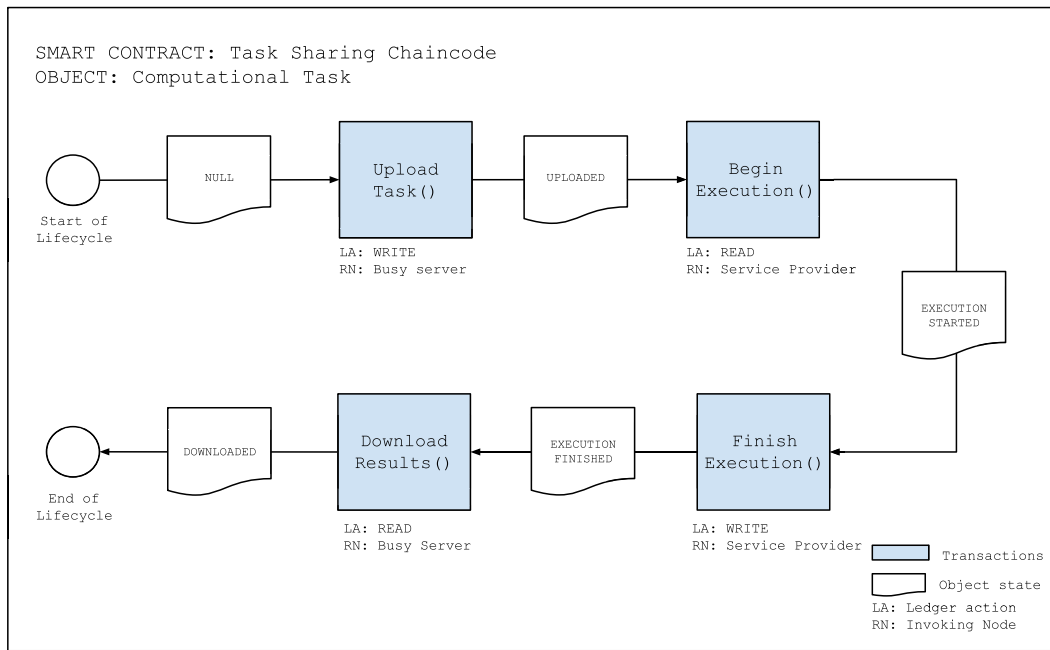 SMART CONTRACT: Task Sharing Chaincode
OBJECT: Computational Task
Start of
Lifecycle
NULL
Upload
Task()
LA: WRITE
RN: Busy server
UPLOADED
Begin
Execution()
LA: READ
RN: Service Provider
EXECUTION
STARTED
Finish
Execution()
LA: WRITE
RN: Service Provider
EXECUTION
FINISHED
Download
Results()
LA: READ
RN: Busy Server
DOWNLOADED
End of
Lifecycle
Transactions
Object state
LA: Ledger action
RN: Invoking Node